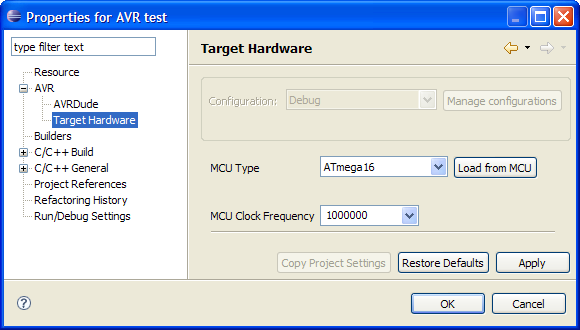 Properties for AVR test
type filter text
Resource
AVR
AVRDude
Target Hardware
Builders
C/C++ Build
C/C++ General
Project References
Refactoring History
Run/Debug Settings
Target Hardware
Configuration: Debug Manage configurations
MCU Type ATmega16 Load from MCU
MCU Clock Frequency 1000000
Copy Project Settings Restore Defaults Apply
? OK Cancel